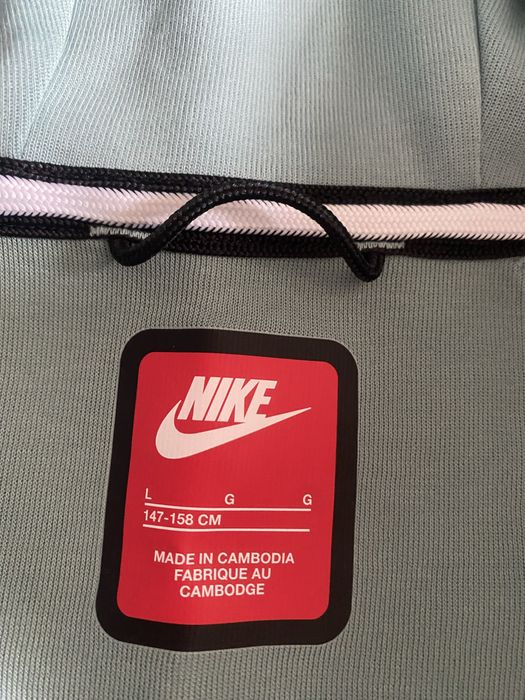 NIKE
L G G
147-158 CM
MADE IN CAMBODIA
FABRIQUE AU
CAMBODGE